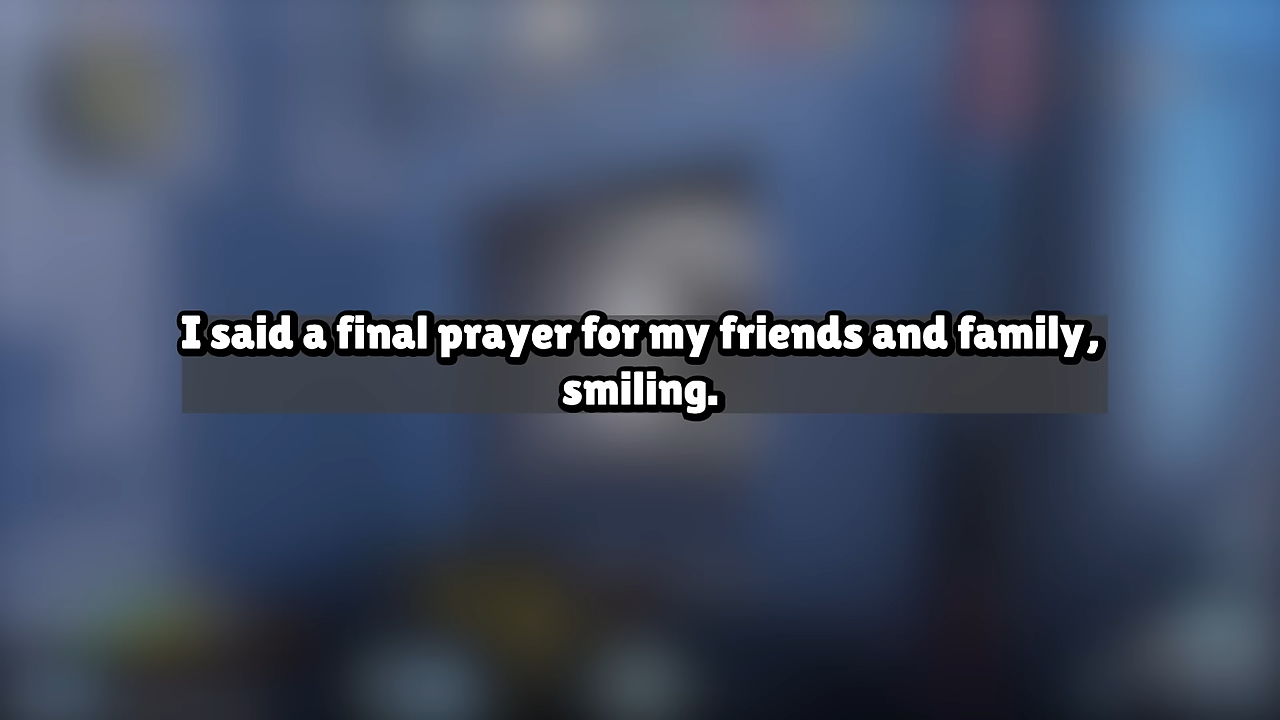 I said a final prayer for my friends and family,
smiling.